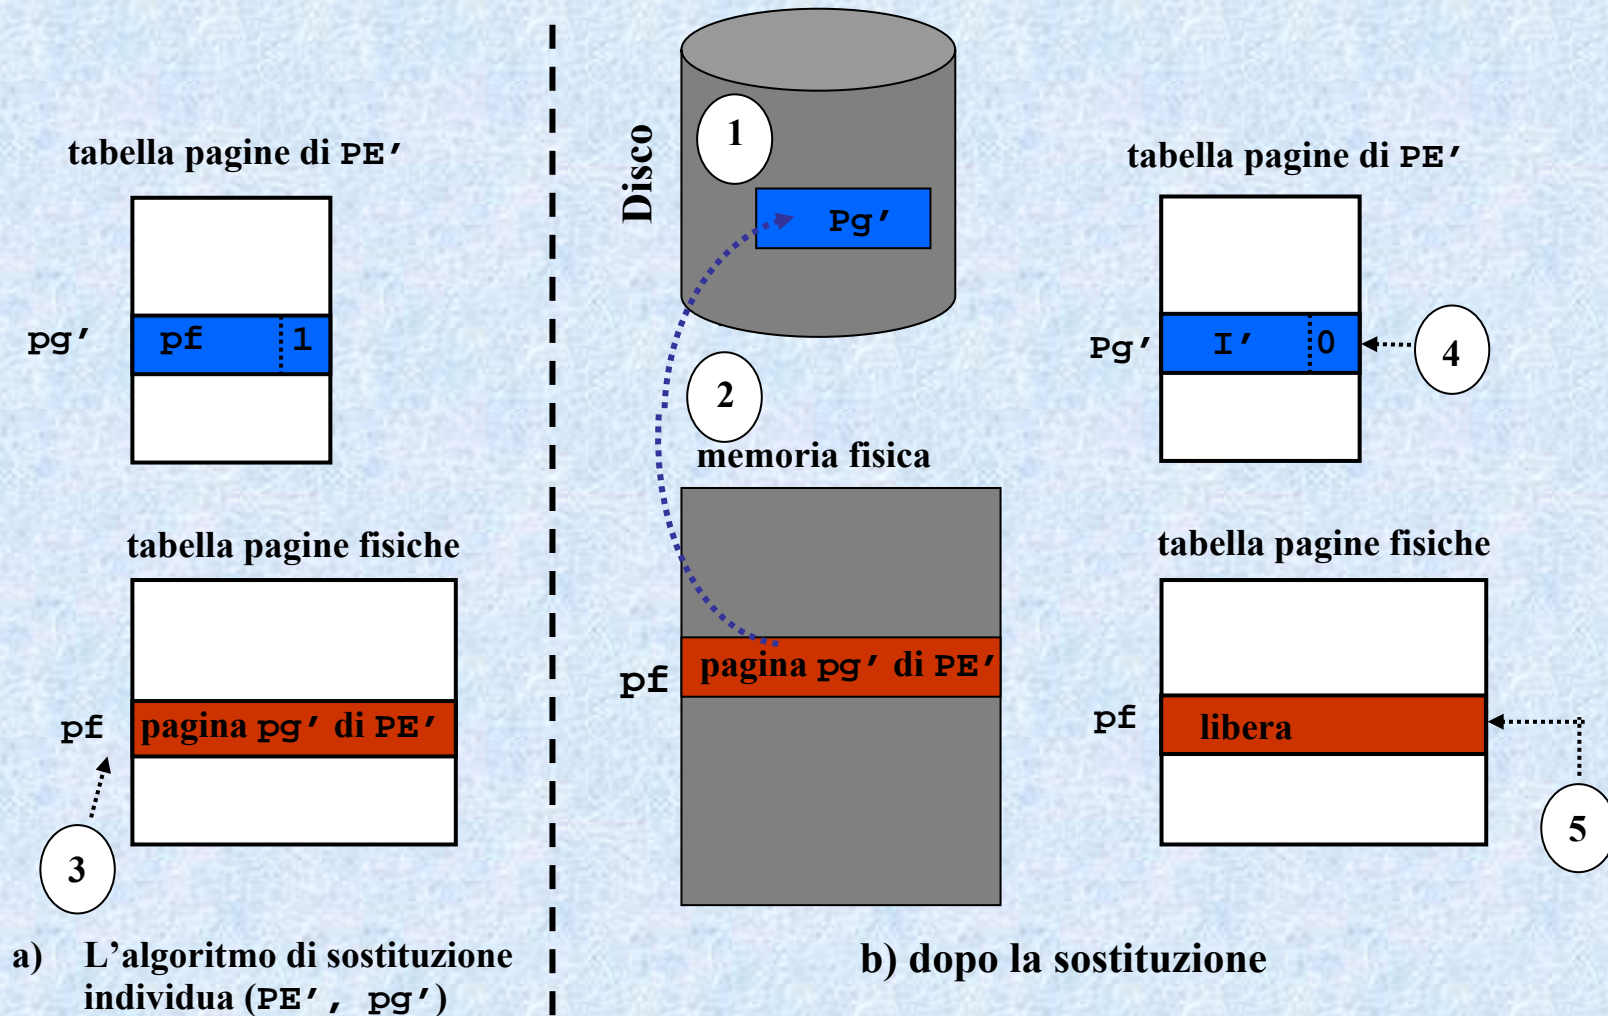 tabella pagine di PE′
pg′ pf 1
tabella pagine fisiche
pf pagina pg′ di PE′
3
a) L’algoritmo di sostituzione
individua (PE′, pg′)
Disco
1
Pg′
2
memoria fisica
pf pagina pg′ di PE′
tabella pagine di PE′
Pg′ I′ 0
4
tabella pagine fisiche
pf libera
5
b) dopo la sostituzione